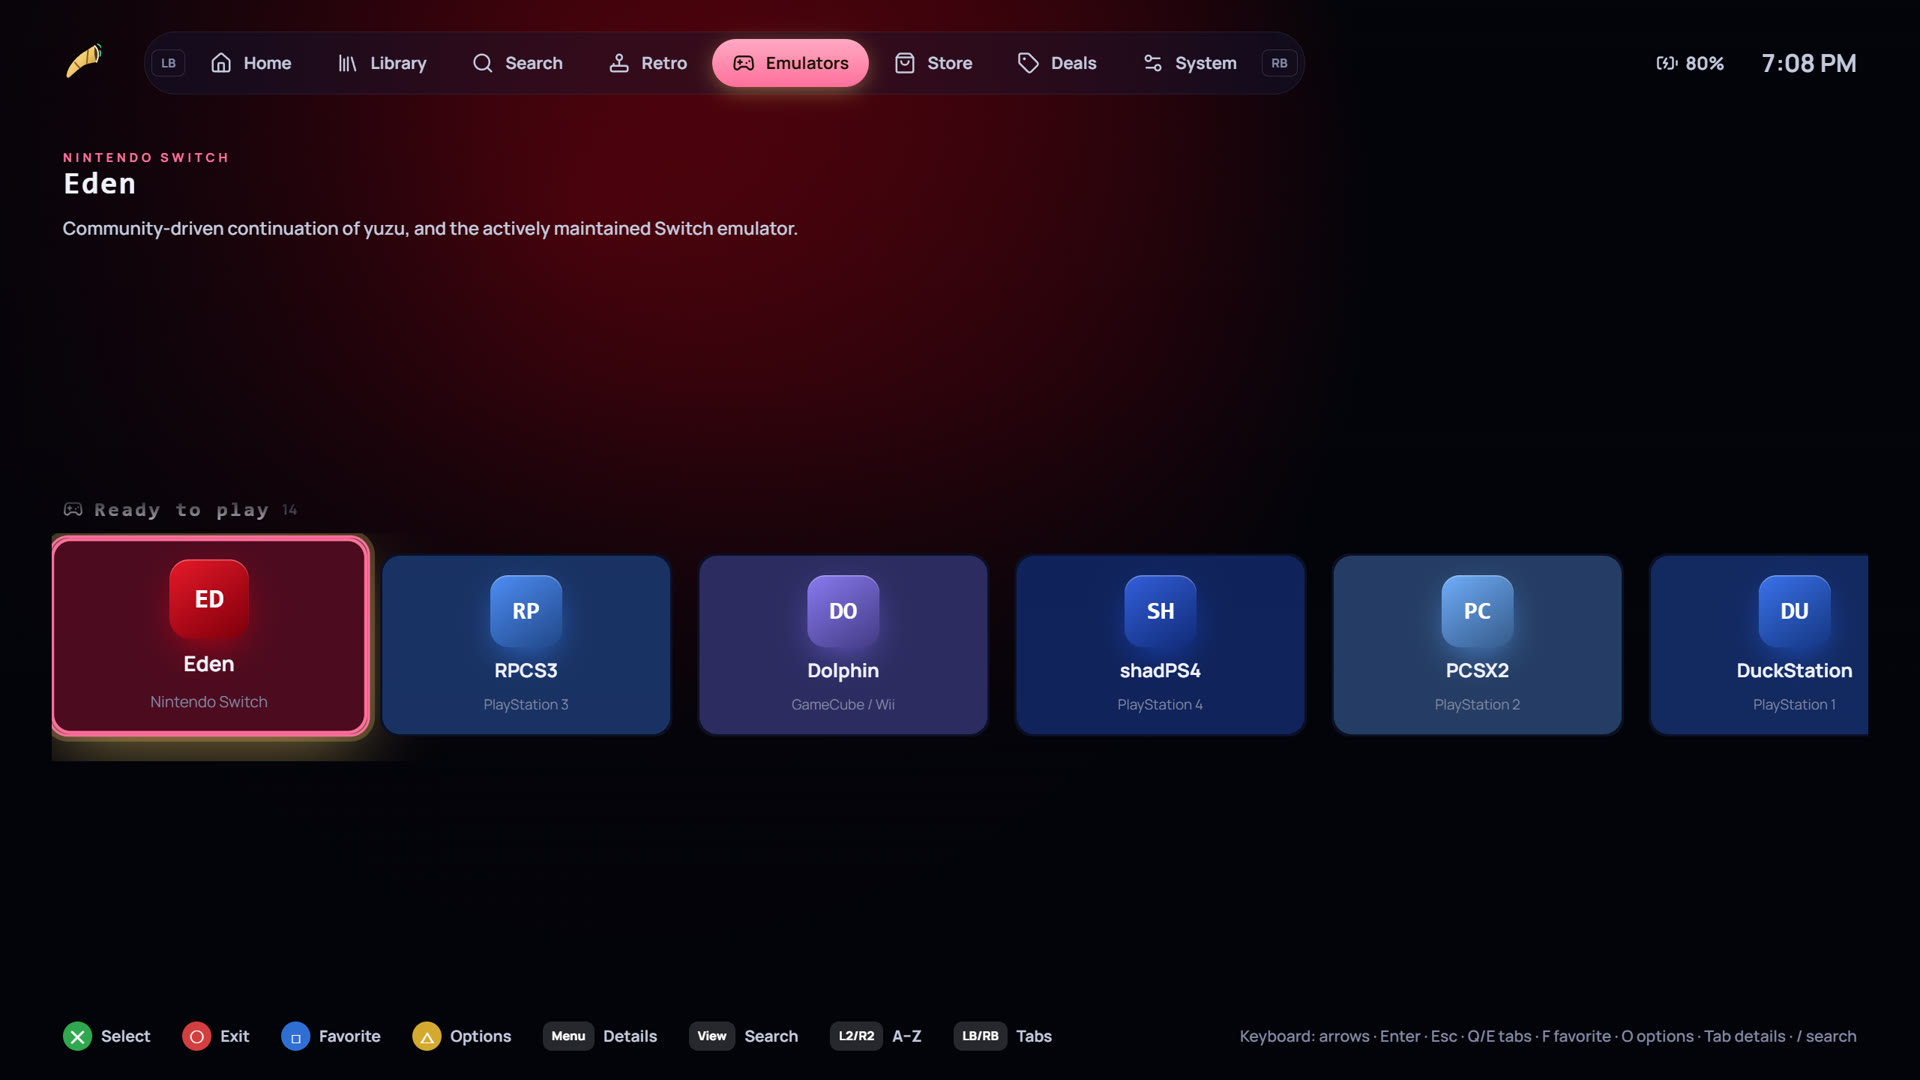 LB Home Library Search Retro Emulators Store Deals System RB 80% 7:08 PM
NINTENDO SWITCH
Eden
Community-driven continuation of yuzu, and the actively maintained Switch emulator.
Ready to play 14
ED RP DO SH PC DU
Eden RPCS3 Dolphin shadPS4 PCSX2 DuckStation
Nintendo Switch PlayStation 3 GameCube / Wii PlayStation 4 PlayStation 2 PlayStation 1
Select Exit Favorite Options Menu Details View Search L2/R2 A-Z LB/RB Tabs Keyboard: arrows · Enter · Esc · Q/E tabs · F favorite · O options · Tab details · / search